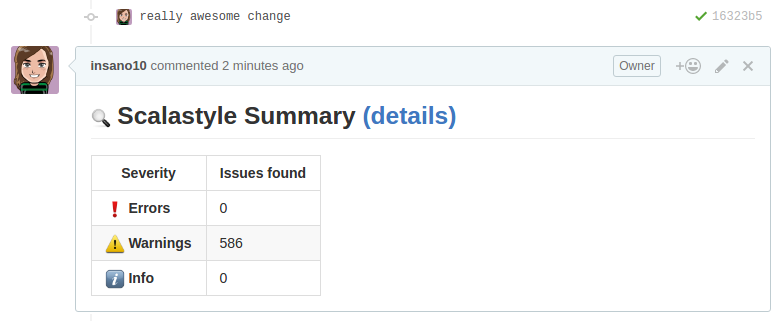 really awesome change 16323b5
insano10 commented 2 minutes ago Owner
Scalastyle Summary (details)
Severity Issues found
Errors 0
Warnings 586
Info 0